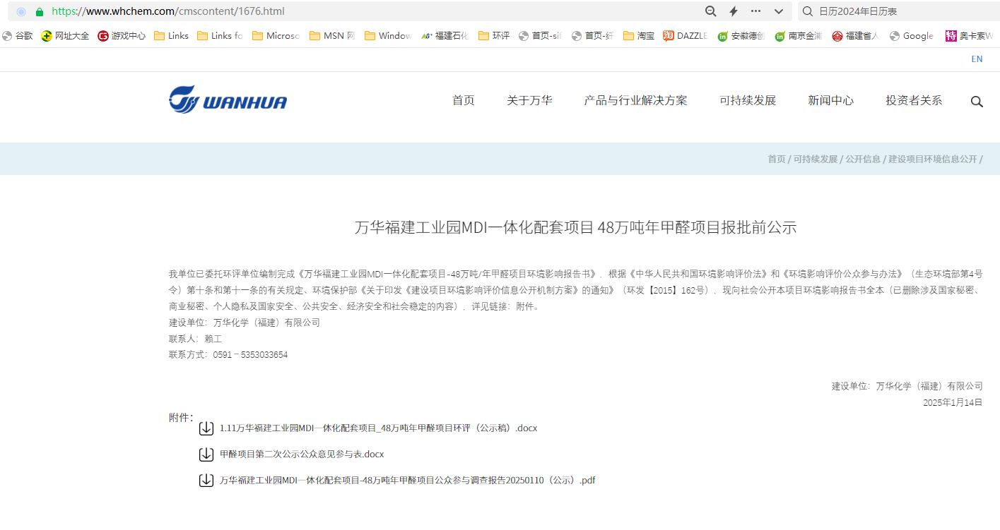 https://www.whchem.com/cmscontent/1676.html
日历2024年日历表
谷歌 网址大全 游戏中心 Links Links fo Microso MSN 网 Window 福建石化 环评 首页-sif 首页-纤 淘宝 DAZZLE 安徽德创 南京金浦 福建省人 Google 奥卡索W
EN
WANHUA
首页 关于万华 产品与行业解决方案 可持续发展 新闻中心 投资者关系
首页 / 可持续发展 / 公开信息 / 建设项目环境信息公开 /
万华福建工业园MDI一体化配套项目 48万吨年甲醛项目报批前公示
我单位已委托环评单位编制完成《万华福建工业园MDI一体化配套项目-48万吨/年甲醛项目环境影响报告书》，根据《中华人民共和国环境影响评价法》和《环境影响评价公众参与办法》（生态环境部第4号
令）第十条和第十一条的有关规定、环境保护部《关于印发《建设项目环境影响评价信息公开机制方案》的通知》（环发【2015】162号），现向社会公开本项目环境影响报告书全本（已删除涉及国家秘密、
商业秘密、个人隐私及国家安全、公共安全、经济安全和社会稳定的内容），详见链接：附件。
建设单位：万华化学（福建）有限公司
联系人：赖工
联系方式：0591－5353033654
建设单位：万华化学（福建）有限公司
2025年1月14日
附件：
1.11万华福建工业园MDI一体化配套项目_48万吨年甲醛项目环评（公示稿）.docx
甲醛项目第二次公示公众意见参与表.docx
万华福建工业园MDI一体化配套项目-48万吨年甲醛项目公众参与调查报告20250110（公示）.pdf